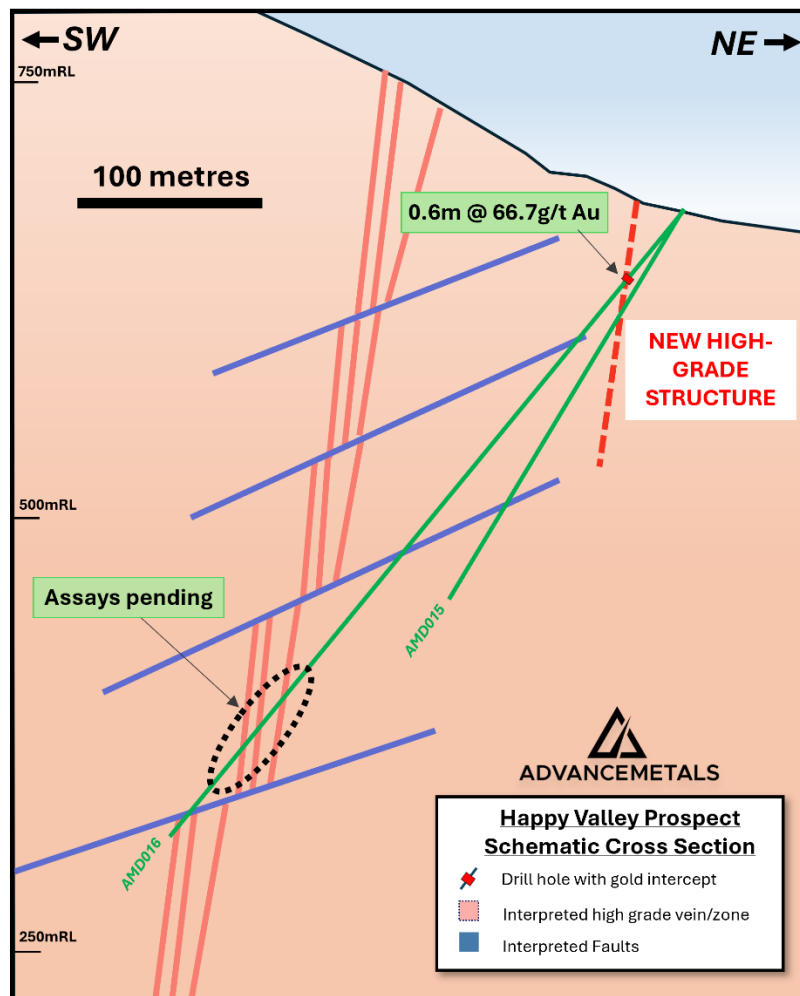 SW
NE
750mRL
100 metres
0.6m @ 66.7g/t Au
NEW HIGH-
GRADE
STRUCTURE
500mRL
Assays pending
AMD015
ADVANCEMETALS
AMD016
Happy Valley Prospect
Schematic Cross Section
Drill hole with gold intercept
Interpreted high grade vein/zone
Interpreted Faults
250mRL